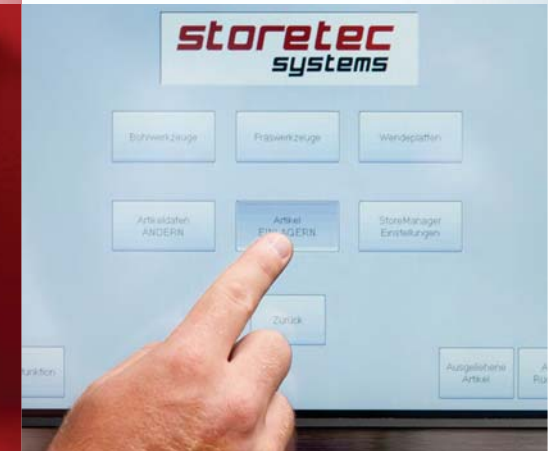 storetec
systems
Bohrwerkzeuge
Fräswerkzeuge
Wendeplatten
Artikeldaten
ÄNDERN
Artikel
EINLAGERN
StoreManager
Einstellungen
Zurück
Ausgeliehene
Artikel